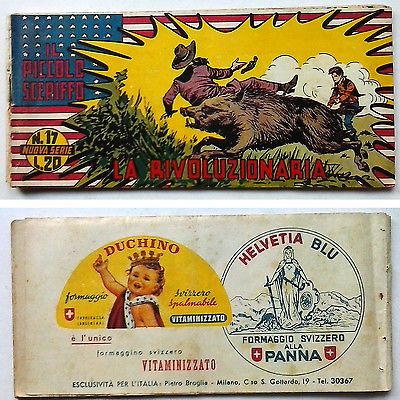 IL
PICCOLO
SCERIFFO
N. 17
NUOVA SERIE
L. 20
LA RIVOLUZIONARIA
DUCHINO
formaggio
svizzero
spalmabile
VITAMINIZZATO
è l'unico
formaggino svizzero
VITAMINIZZATO
HELVETIA BLU
FORMAGGIO SVIZZERO
ALLA
PANNA
ESCLUSIVITÀ PER L'ITALIA: Pietro Broglia - Milano, C.so S. Gottardo, 19 - Tel. 30367